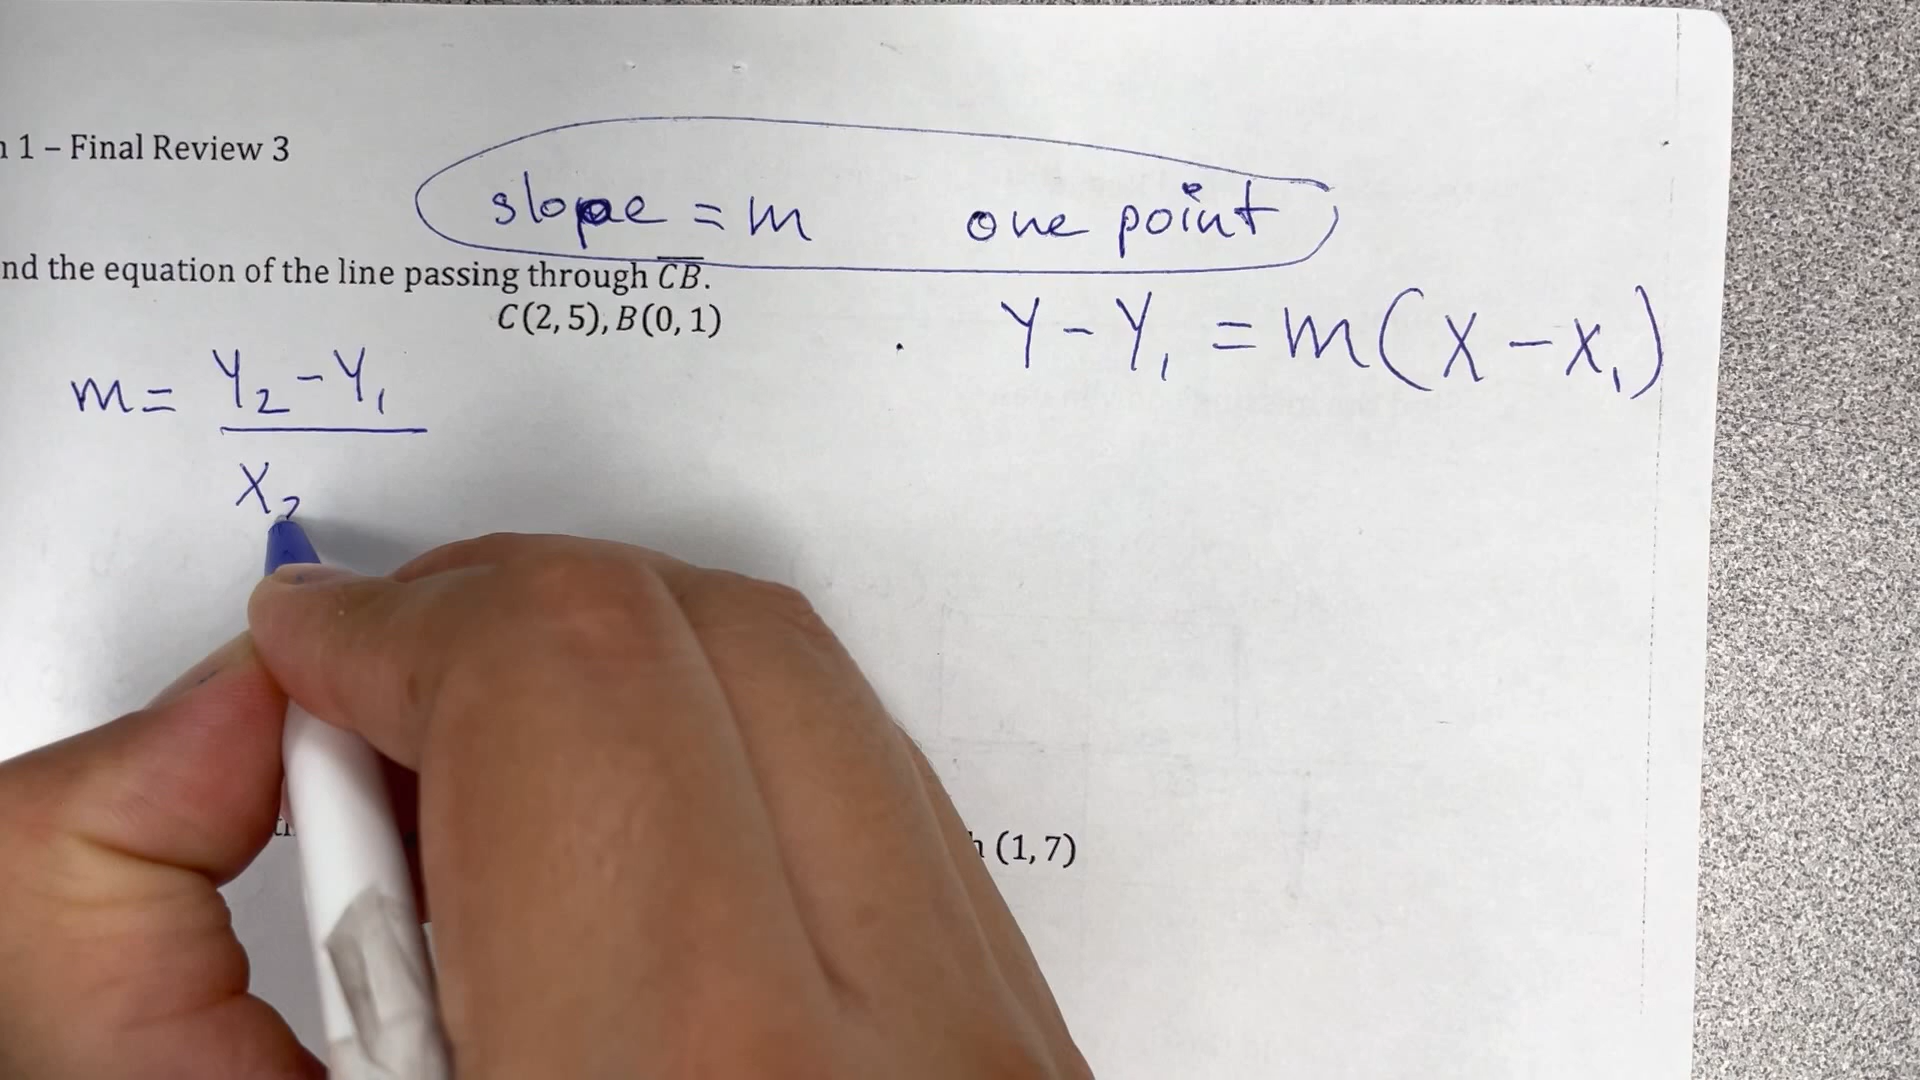 1 – Final Review 3
slope = m one point
nd the equation of the line passing through CB.
C(2, 5), B(0, 1)
Y - Y₁ = m(X - X₁)
m = Y₂ - Y₁
X₂
(1, 7)